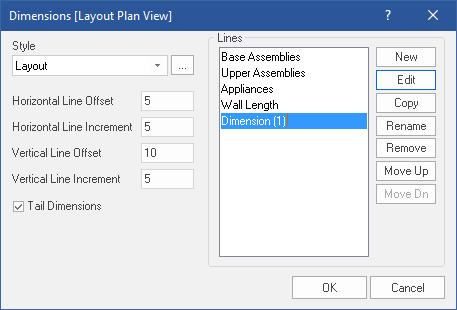 Dimensions [Layout Plan View]
?
Style
Layout
...
Horizontal Line Offset 5
Horizontal Line Increment 5
Vertical Line Offset 10
Vertical Line Increment 5
Tail Dimensions
Lines
Base Assemblies
Upper Assemblies
Appliances
Wall Length
Dimension (1)
New
Edit
Copy
Rename
Remove
Move Up
Move Dn
OK
Cancel